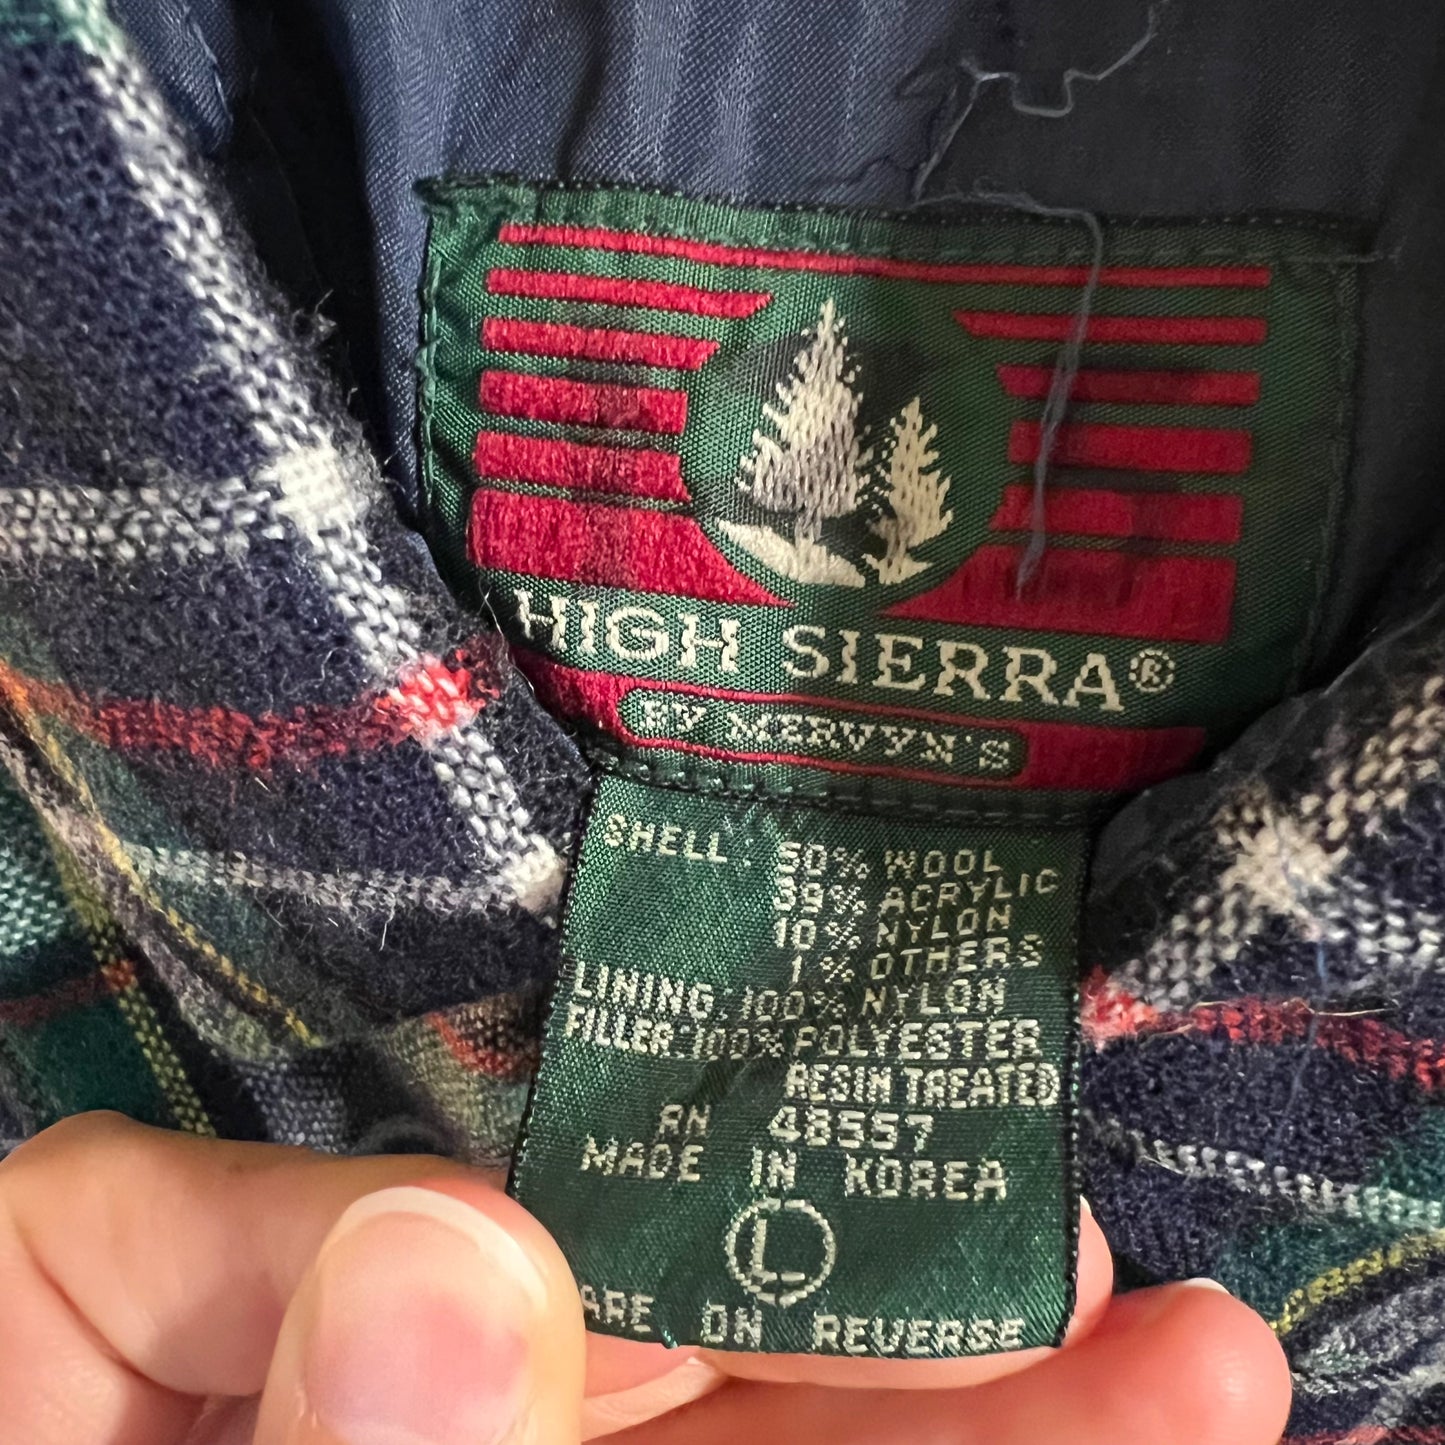 HIGH SIERRA®
BY MERVYN'S
SHELL: 50% WOOL
39% ACRYLIC
10% NYLON
1% OTHERS
LINING: 100% NYLON
FILLER: 100% POLYESTER
RESIN TREATED
RN 48557
MADE IN KOREA
L
ARE ON REVERSE